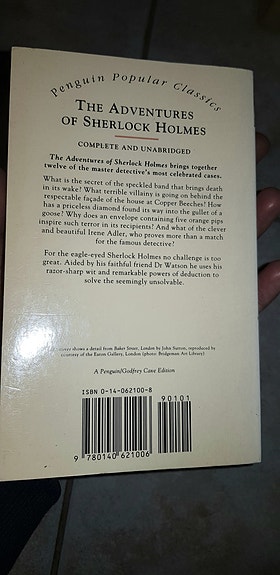 Penguin Popular Classics
THE ADVENTURES
OF SHERLOCK HOLMES
COMPLETE AND UNABRIDGED
The Adventures of Sherlock Holmes brings together
twelve of the master detective's most celebrated cases.
What is the secret of the speckled band that brings death
in its wake? What terrible villainy is going on behind the
respectable façade of the house at Copper Beeches? How
has a priceless diamond found its way into the gullet of a
goose? Why does an envelope containing five orange pips
inspire such terror in its recipients? And what of the clever
and beautiful Irene Adler, who proves more than a match
for the famous detective?
For the eagle-eyed Sherlock Holmes no challenge is too
great. Aided by his faithful friend Dr Watson he uses his
razor-sharp wit and remarkable powers of deduction to
solve the seemingly unsolvable.
shows a detail from Baker Street, London by John Sutton, reproduced by
courtesy of the Eaton Gallery, London (photo: Bridgeman Art Library)
A Penguin/Godfrey Cave Edition
ISBN 0-14-062100-8
90101
9 780140 621006